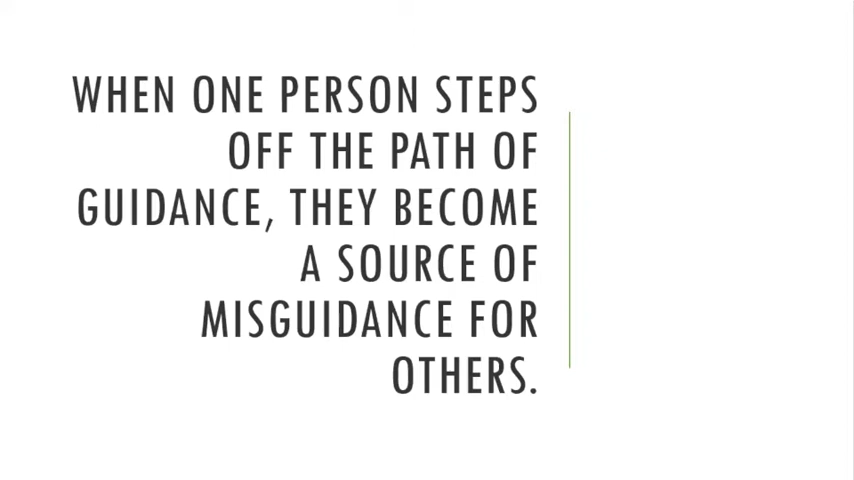 WHEN ONE PERSON STEPS
OFF THE PATH OF
GUIDANCE, THEY BECOME
A SOURCE OF
MISGUIDANCE FOR
OTHERS.